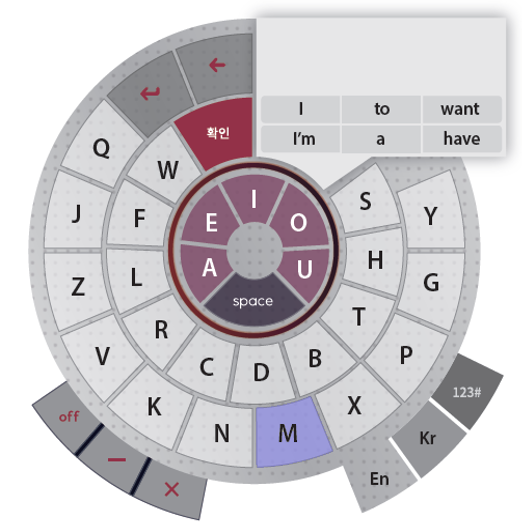 I to want
I'm a have
확인
Q W
J F
Z L
V R
K C
N D
M B
X T
P H
G S
Y
E I O
A U
space
off
En
Kr
123#